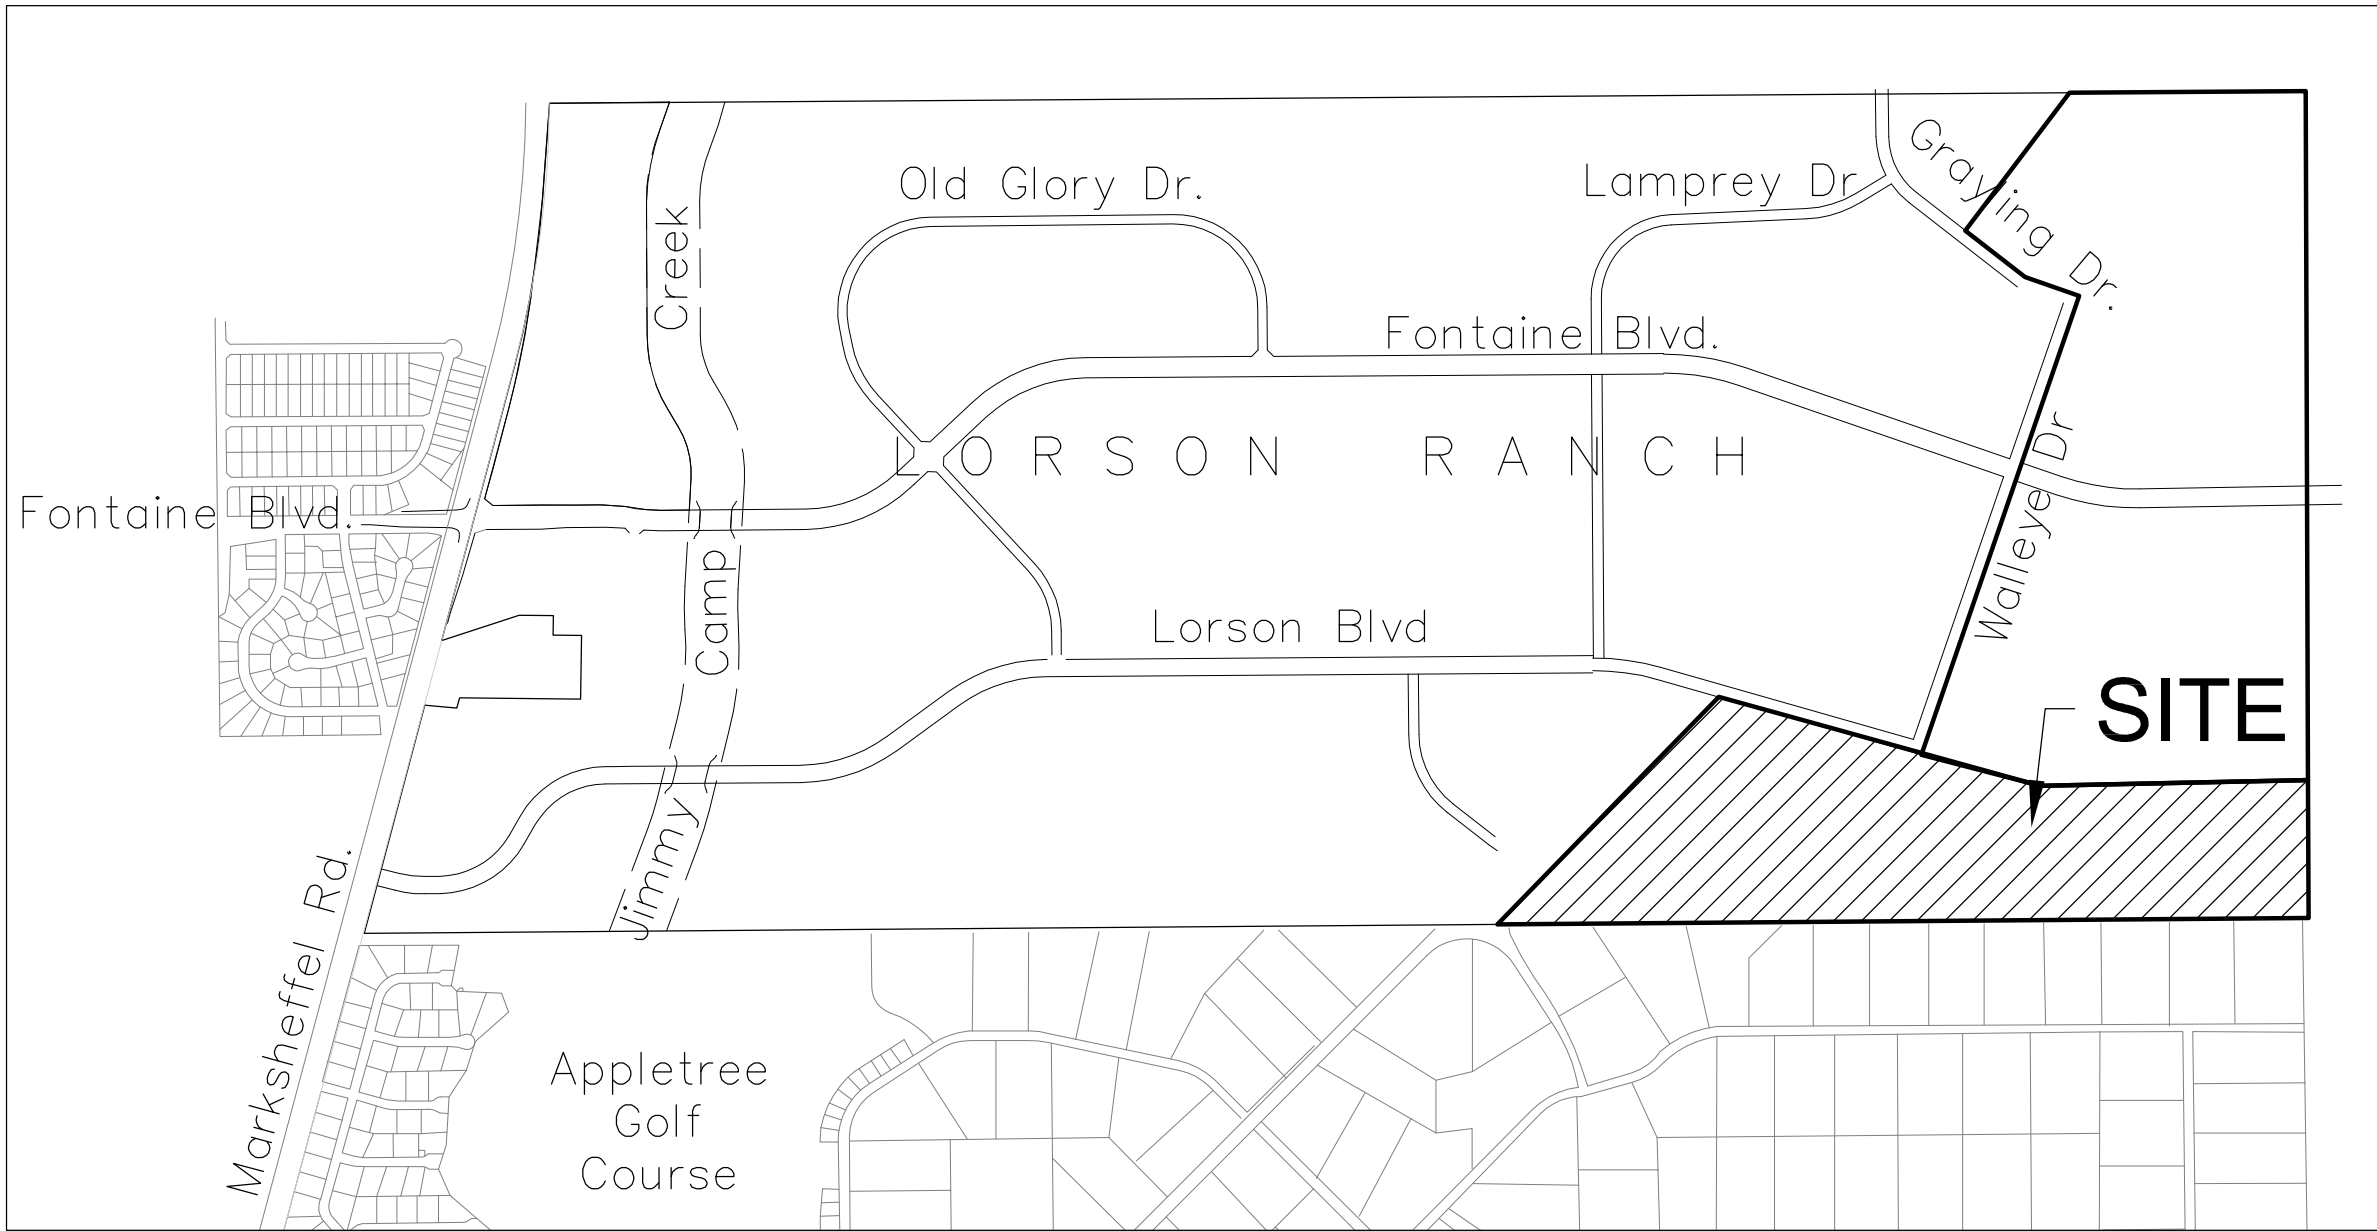 Old Glory Dr.
Lamprey Dr
Grayling Dr.
Creek
Fontaine Blvd.
LORSON RANCH
Fontaine Blvd.
Walleye Dr
Camp
Lorson Blvd
SITE
Jimmy
Marksheffel Rd.
Appletree
Golf
Course